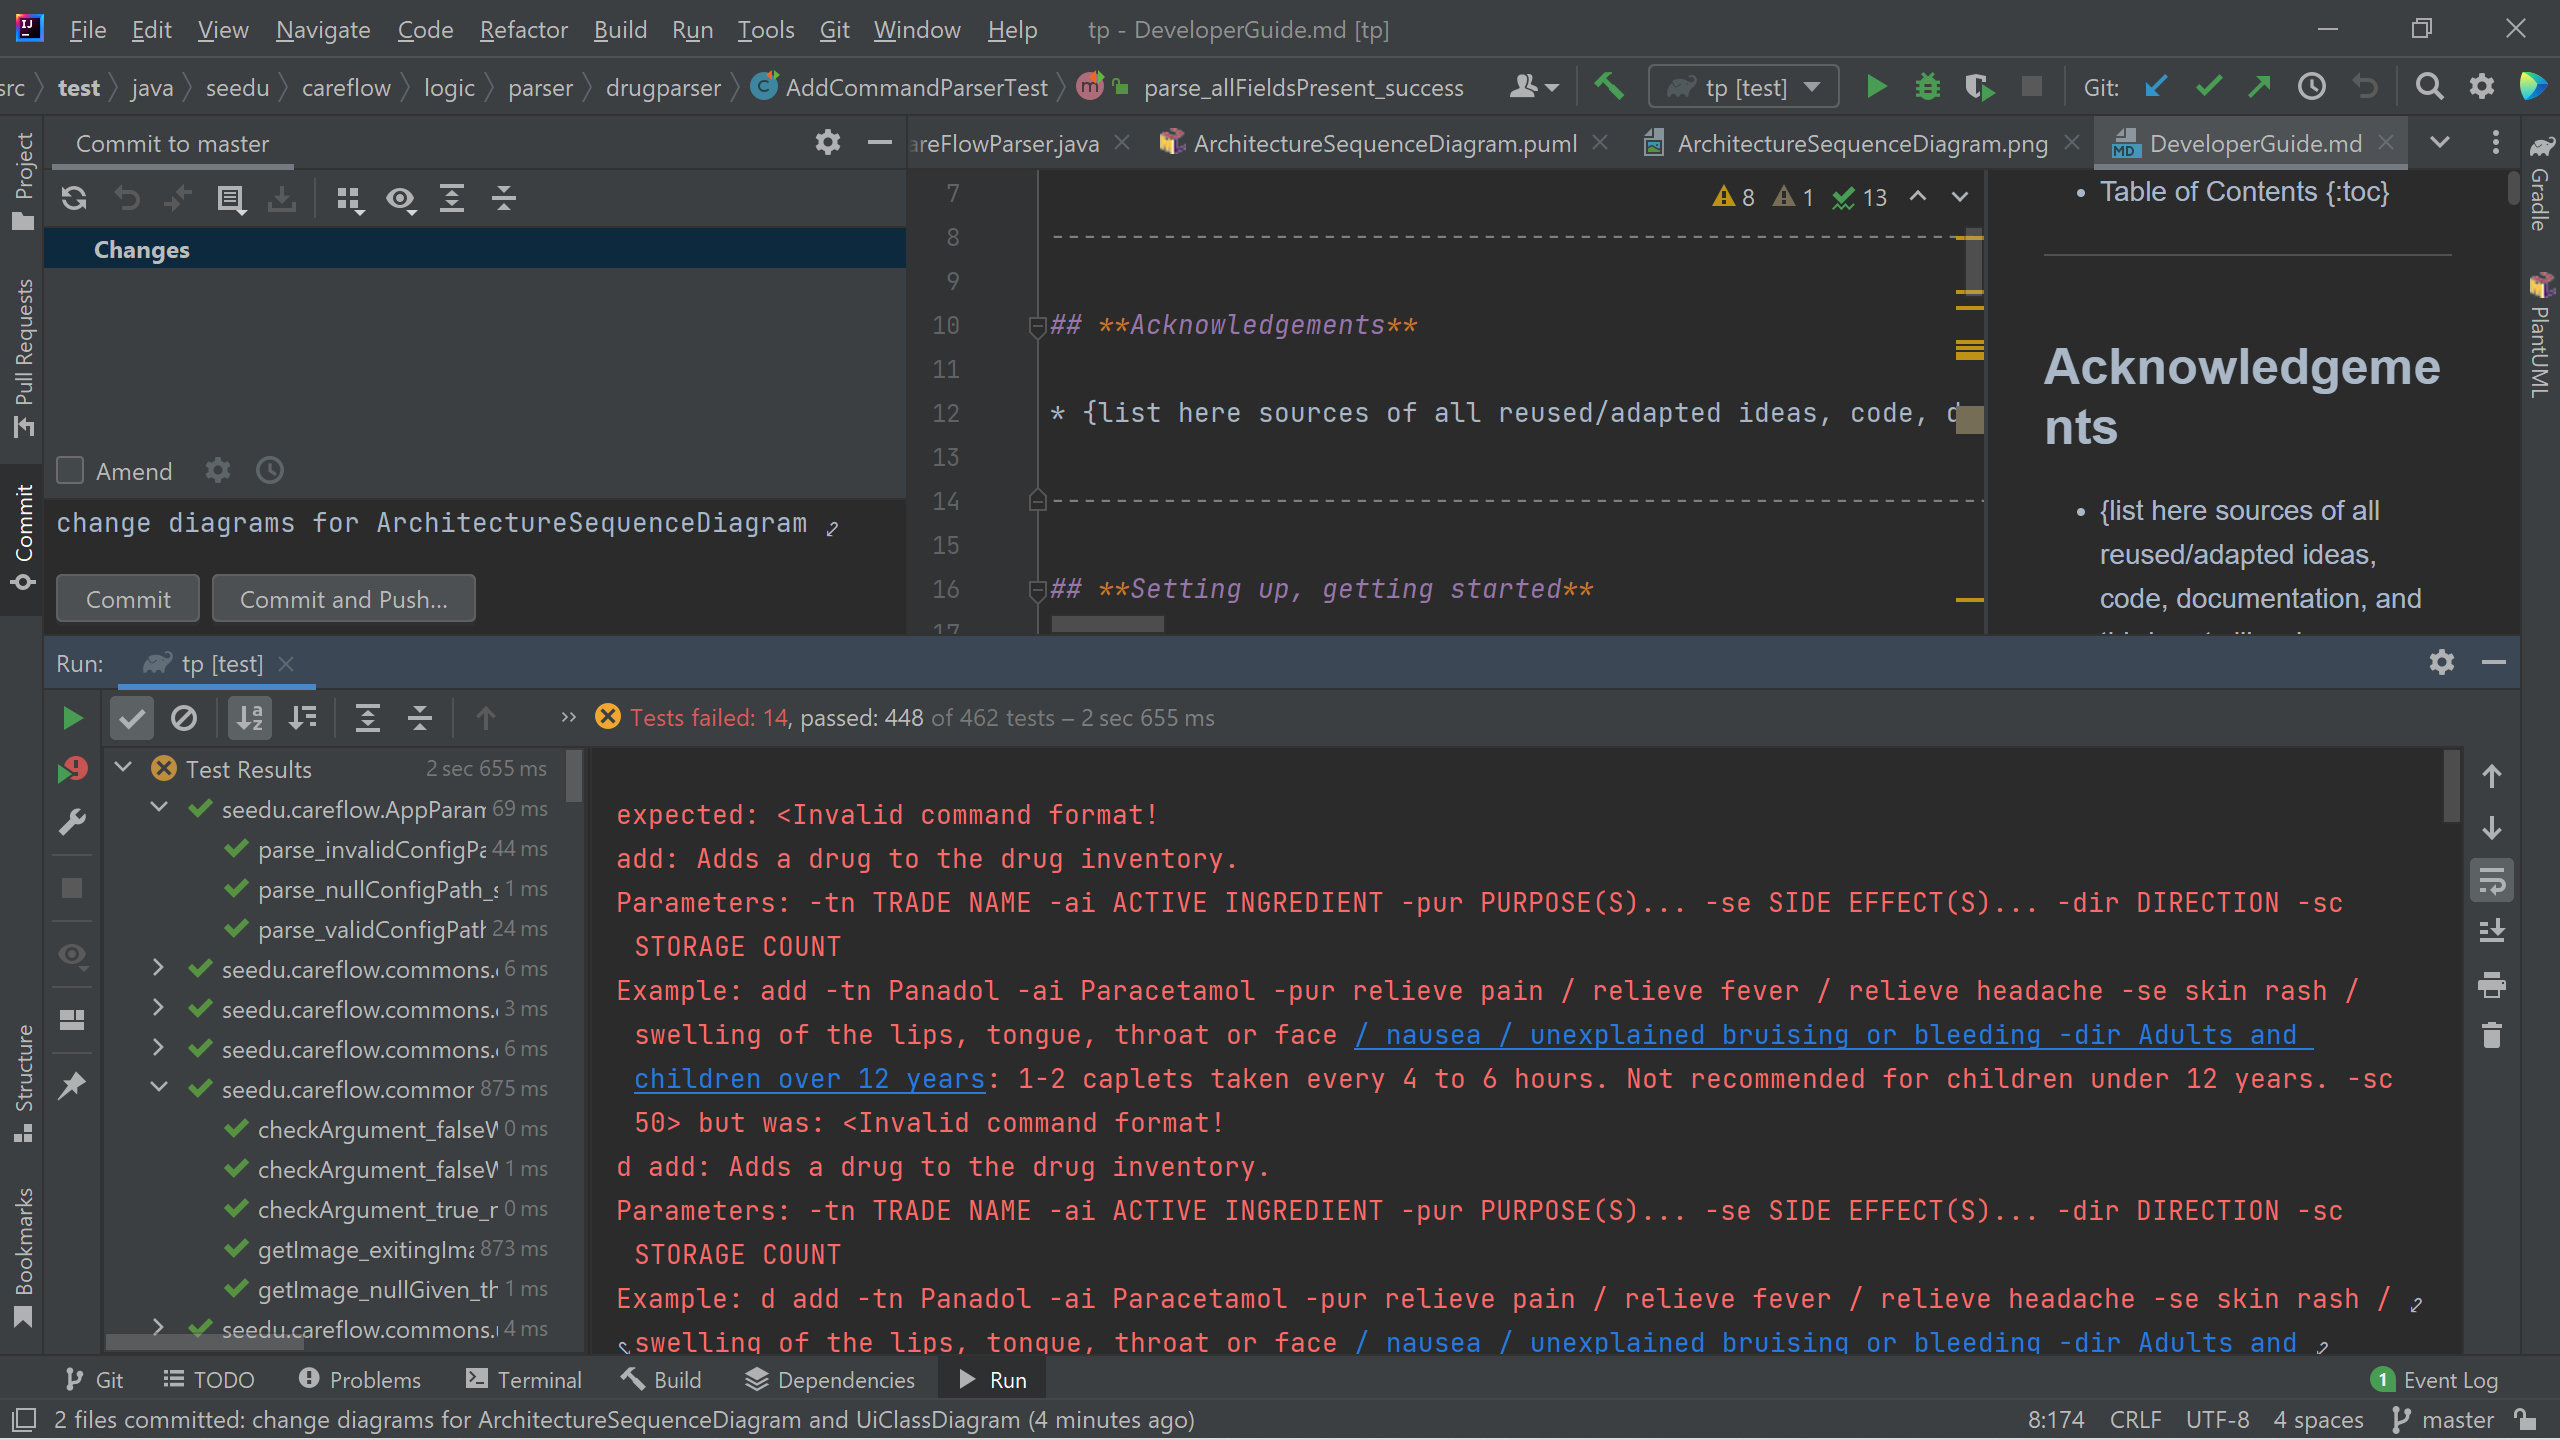 File Edit View Navigate Code Refactor Build Run Tools Git Window Help tp - DeveloperGuide.md [tp]
src test java seedu careflow logic parser drugparser AddCommandParserTest parse_allFieldsPresent_success tp [test] Git:
Project
Pull Requests
Commit
Structure
Bookmarks
Commit to master
Changes
Amend
change diagrams for ArchitectureSequenceDiagram
Commit Commit and Push...
areFlowParser.java ArchitectureSequenceDiagram.puml ArchitectureSequenceDiagram.png DeveloperGuide.md
8 1 13
7
8 ---------------------------------------------------------
9
10 ## **Acknowledgements**
11
12 * {list here sources of all reused/adapted ideas, code, d
13
14 ----------------------------------------------------------
15
16 ## **Setting up, getting started**
17
• Table of Contents {:toc}
Acknowledgeme
nts
• {list here sources of all
reused/adapted ideas,
code, documentation, and
Gradle
PlantUML
Run: tp [test]
Tests failed: 14, passed: 448 of 462 tests – 2 sec 655 ms
Test Results 2 sec 655 ms
seedu.careflow.AppParam 69 ms
parse_invalidConfigPa 44 ms
parse_nullConfigPath_s 1 ms
parse_validConfigPath 24 ms
seedu.careflow.commons.c 6 ms
seedu.careflow.commons.c 3 ms
seedu.careflow.commons.c 6 ms
seedu.careflow.common 875 ms
checkArgument_falseW 0 ms
checkArgument_falseW 1 ms
checkArgument_true_n 0 ms
getImage_exitingIma 873 ms
getImage_nullGiven_th 1 ms
seedu.careflow.commons.u 4 ms
expected: <Invalid command format!
add: Adds a drug to the drug inventory.
Parameters: -tn TRADE NAME -ai ACTIVE INGREDIENT -pur PURPOSE(S)... -se SIDE EFFECT(S)... -dir DIRECTION -sc
STORAGE COUNT
Example: add -tn Panadol -ai Paracetamol -pur relieve pain / relieve fever / relieve headache -se skin rash /
swelling of the lips, tongue, throat or face / nausea / unexplained bruising or bleeding -dir Adults and
children over 12 years: 1-2 caplets taken every 4 to 6 hours. Not recommended for children under 12 years. -sc
50> but was: <Invalid command format!
d add: Adds a drug to the drug inventory.
Parameters: -tn TRADE NAME -ai ACTIVE INGREDIENT -pur PURPOSE(S)... -se SIDE EFFECT(S)... -dir DIRECTION -sc
STORAGE COUNT
Example: d add -tn Panadol -ai Paracetamol -pur relieve pain / relieve fever / relieve headache -se skin rash /
swelling of the lips, tongue, throat or face / nausea / unexplained bruising or bleeding -dir Adults and
Git TODO Problems Terminal Build Dependencies Run 1 Event Log
2 files committed: change diagrams for ArchitectureSequenceDiagram and UiClassDiagram (4 minutes ago) 8:174 CRLF UTF-8 4 spaces master